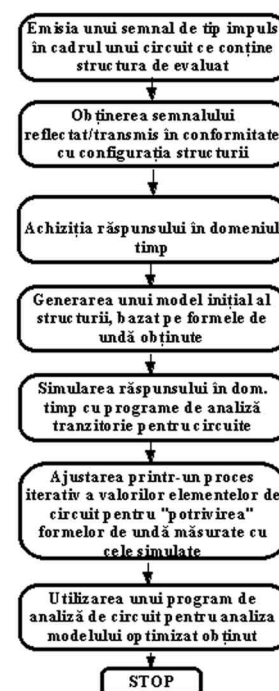 Emisia unui semnal de tip impuls
în cadrul unui circuit ce conține
structura de evaluat
Obținerea semnalului
reflectat/transmis în conformitate
cu configurația structurii
Achiziția răspunsului în domeniul
timp
Generarea unui model inițial al
structurii, bazat pe formele de
undă obținute
Simularea răspunsului în dom.
timp cu programe de analiză
tranzitorie pentru circuite
Ajustarea printr-un proces
iterativ a valorilor elementelor de
circuit pentru "potrivirea"
formelor de undă măsurate cu
cele simulate
Utilizarea unui program de
analiză de circuit pentru analiza
modelului optimizat obținut
STOP